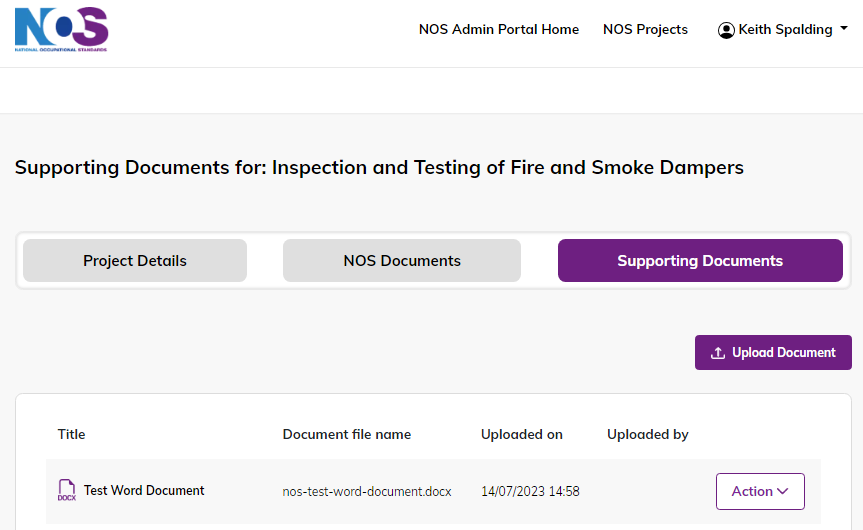 NOS
NATIONAL OCCUPATIONAL STANDARDS
NOS Admin Portal Home NOS Projects Keith Spalding
Supporting Documents for: Inspection and Testing of Fire and Smoke Dampers
Project Details NOS Documents Supporting Documents
Upload Document
Title Document file name Uploaded on Uploaded by
DOCX Test Word Document nos-test-word-document.docx 14/07/2023 14:58 Action